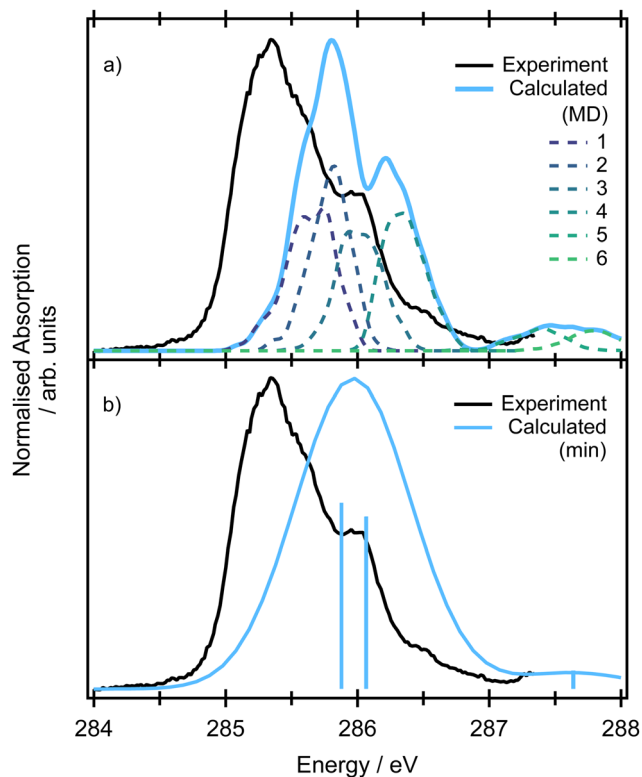 a)
Experiment
Calculated
(MD)
1
2
3
4
5
6
Normalised Absorption
/ arb. units
b)
Experiment
Calculated
(min)
284 285 286 287 288
Energy / eV